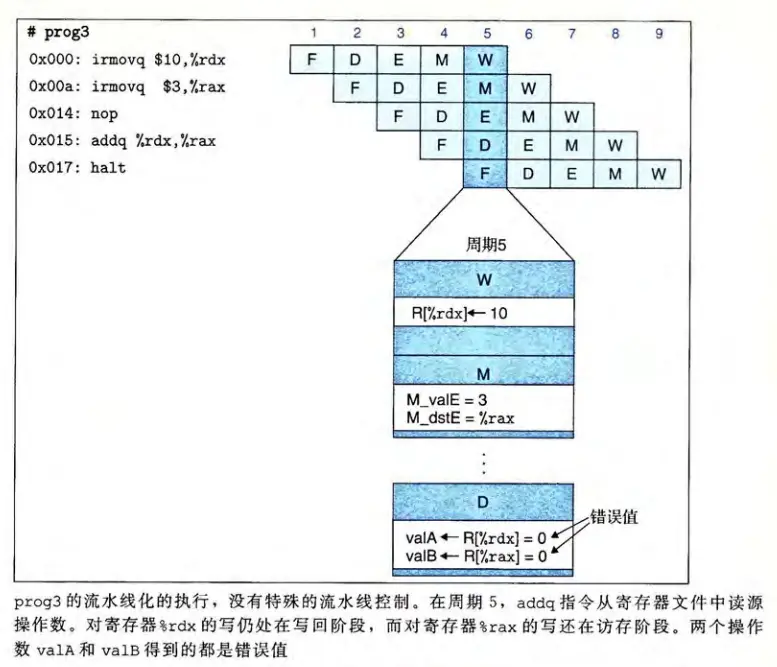 # prog3
1 2 3 4 5 6 7 8 9
0x000: irmovq $10,%rdx F D E M W
0x00a: irmovq $3,%rax F D E M W
0x014: nop F D E M W
0x015: addq %rdx,%rax F D E M W
0x017: halt F D E M W
周期5
W
R[%rdx]← 10
M
M_valE = 3
M_dstE = %rax
⋮
D
错误值
valA ← R[%rdx] = 0
valB ← R[%rax] = 0
prog3 的流水线化的执行，没有特殊的流水线控制。在周期 5，addq 指令从寄存器文件中读源
操作数。对寄存器%rdx 的写仍处在写回阶段，而对寄存器%rax 的写还在访存阶段。两个操作
数 valA 和 valB 得到的都是错误值